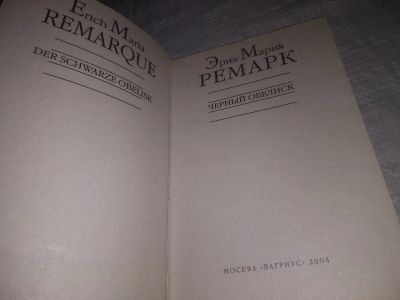 Erich Maria
REMARQUE
DER SCHWARZE OBELISK
Эрих Мария
РЕМАРК
ЧЕРНЫЙ ОБЕЛИСК
МОСКВА •ВАГРИУС• 2004